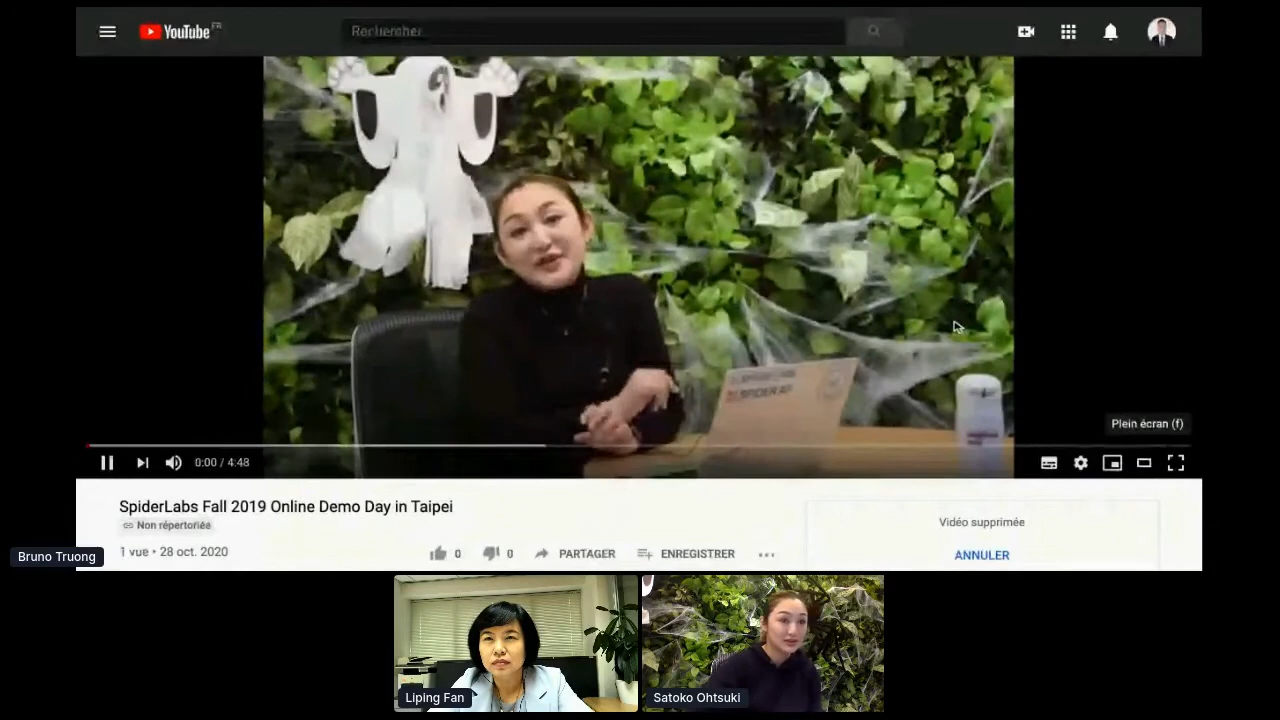 YouTube FR
Rechercher
Plein écran (f)
0:00 / 4:48
SpiderLabs Fall 2019 Online Demo Day in Taipei
Non répertoriée
1 vue • 28 oct. 2020
0
0
PARTAGER
ENREGISTRER
Vidéo supprimée
ANNULER
Bruno Truong
Liping Fan
Satoko Ohtsuki